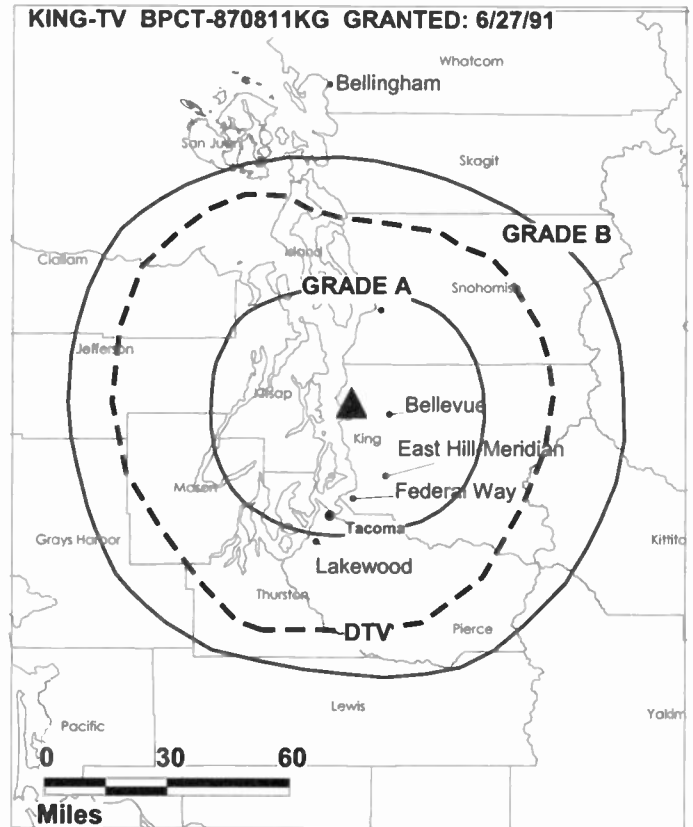 KING-TV BPCT-870811KG GRANTED: 6/27/91
Whatcom
Bellingham
San Juan
Skagit
GRADE B
Island
Clallam
GRADE A
Snohomish
Jefferson
Kitsap
Bellevue
King
East Hill/Meridian
Mason
Federal Way
Tacoma
Grays Harbor
Kittita
Lakewood
Thurston
DTV
Pierce
Lewis
Pacific
Yakim
0 30 60
Miles